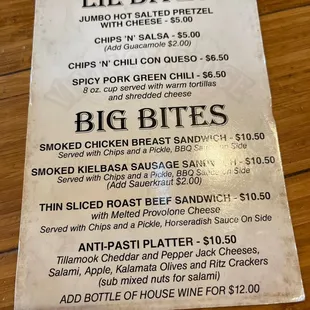 JUMBO HOT SALTED PRETZEL
WITH CHEESE - $5.00
CHIPS 'N' SALSA - $5.00
(Add Guacamole $2.00)
CHIPS 'N' CHILI CON QUESO - $6.50
SPICY PORK GREEN CHILI - $6.50
8 oz. cup served with warm tortillas
and shredded cheese
BIG BITES
SMOKED CHICKEN BREAST SANDWICH - $10.50
Served with Chips and a Pickle, BBQ Sauce on Side
SMOKED KIELBASA SAUSAGE SANDWICH - $10.50
Served with Chips and a Pickle, BBQ Sauce on Side
(Add Sauerkraut $2.00)
THIN SLICED ROAST BEEF SANDWICH - $10.50
with Melted Provolone Cheese
Served with Chips and a Pickle, Horseradish Sauce On Side
ANTI-PASTI PLATTER - $10.50
Tillamook Cheddar and Pepper Jack Cheeses,
Salami, Apple, Kalamata Olives and Ritz Crackers
(sub mixed nuts for salami)
ADD BOTTLE OF HOUSE WINE FOR $12.00